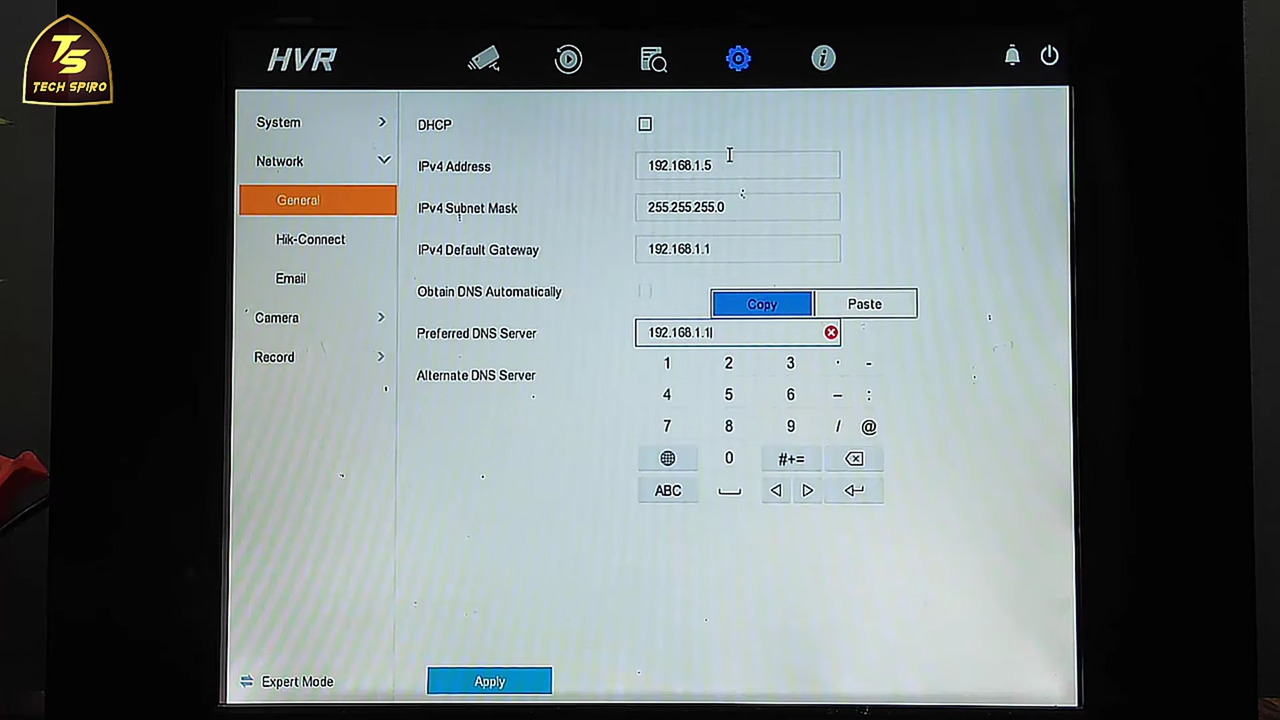 TS
TECH SPIRO
HVR
System
Network
General
Hik-Connect
Email
Camera
Record
Expert Mode
DHCP
IPv4 Address 192.168.1.5
IPv4 Subnet Mask 255.255.255.0
IPv4 Default Gateway 192.168.1.1
Obtain DNS Automatically
Copy Paste
Preferred DNS Server 192.168.1.1
Alternate DNS Server
1 2 3 . -
4 5 6 _ :
7 8 9 / @
0 #+=
ABC
Apply